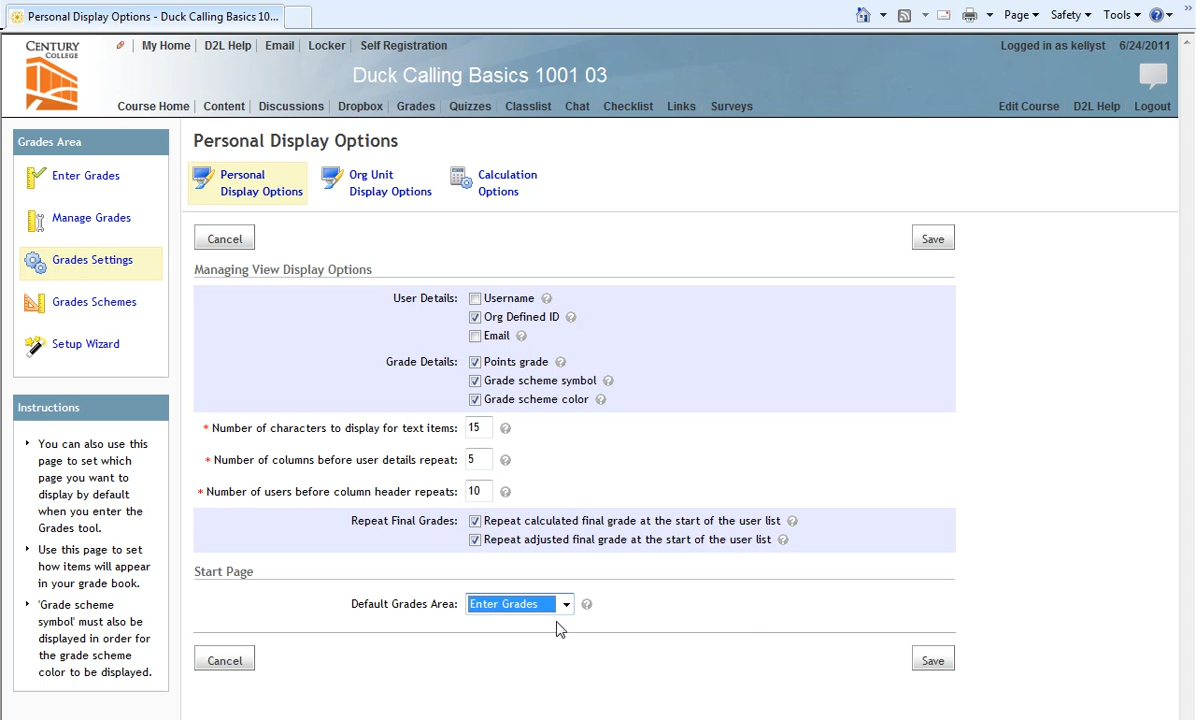 Personal Display Options - Duck Calling Basics 10...
Page Safety Tools
CENTURY
COLLEGE
My Home D2L Help Email Locker Self Registration
Logged in as kellyst 6/24/2011
Duck Calling Basics 1001 03
Course Home Content Discussions Dropbox Grades Quizzes Classlist Chat Checklist Links Surveys
Edit Course D2L Help Logout
Grades Area
Enter Grades
Manage Grades
Grades Settings
Grades Schemes
Setup Wizard
Instructions
You can also use this
page to set which
page you want to
display by default
when you enter the
Grades tool.
Use this page to set
how items will appear
in your grade book.
'Grade scheme
symbol' must also be
displayed in order for
the grade scheme
color to be displayed.
Personal Display Options
Personal
Display Options
Org Unit
Display Options
Calculation
Options
Cancel
Save
Managing View Display Options
User Details: Username ?
Org Defined ID ?
Email ?
Grade Details: Points grade ?
Grade scheme symbol ?
Grade scheme color ?
* Number of characters to display for text items: 15 ?
* Number of columns before user details repeat: 5 ?
* Number of users before column header repeats: 10 ?
Repeat Final Grades: Repeat calculated final grade at the start of the user list ?
Repeat adjusted final grade at the start of the user list ?
Start Page
Default Grades Area: Enter Grades ?
Cancel
Save